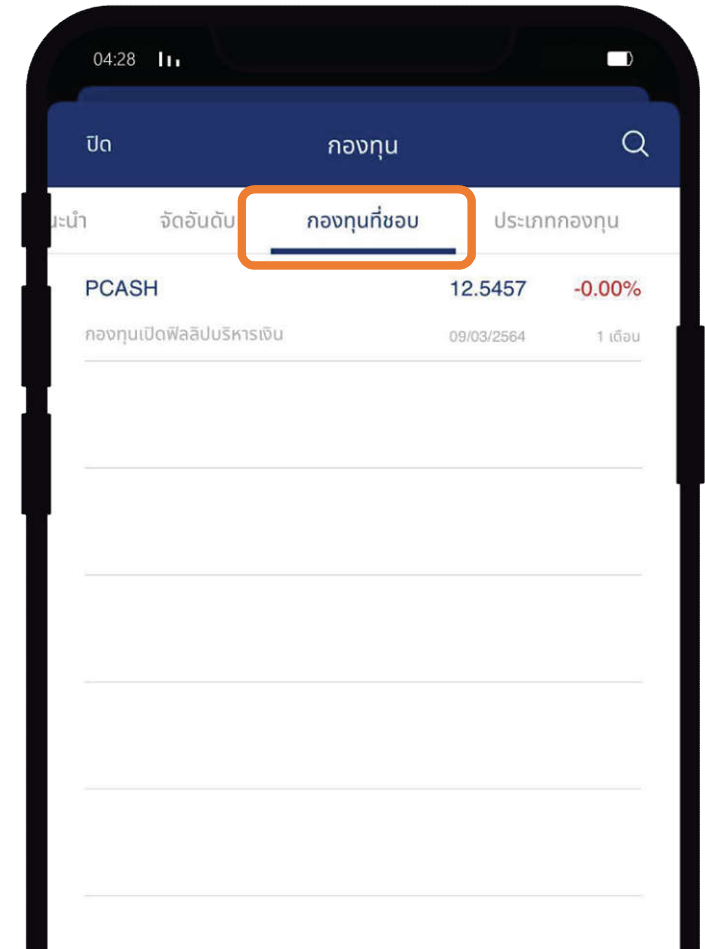 04:28
ปิด กองทุน
จัดอันดับ กองทุนที่ชอบ ประเภทกองทุน
PCASH 12.5457 -0.00%
กองทุนเปิดฟิลลิปบริหารเงิน 09/03/2564 1 เดือน